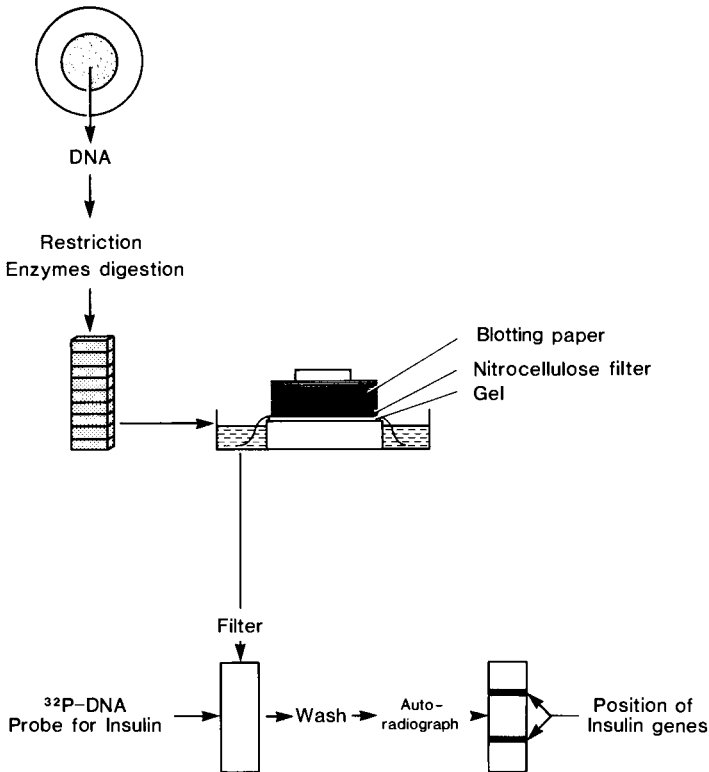 DNA
Restriction
Enzymes digestion
Blotting paper
Nitrocellulose filter
Gel
Filter
³²P-DNA
Probe for Insulin
Wash
Auto-
radiograph
Position of
Insulin genes